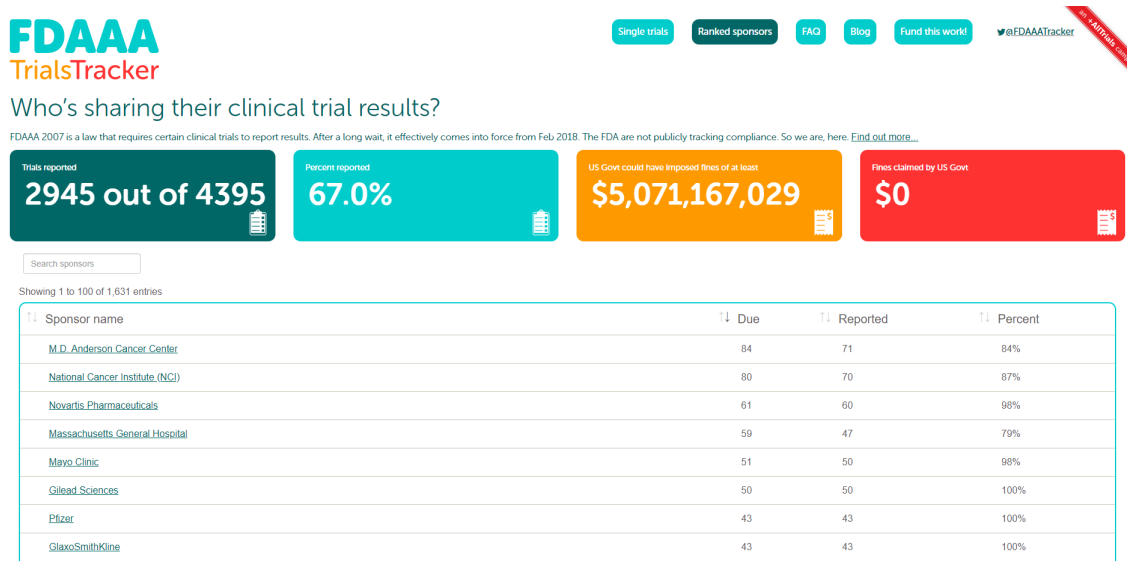 FDAAA
TrialsTracker
Single trials
Ranked sponsors
FAQ
Blog
Fund this work!
@FDAAATracker
an +AllTrials
Who's sharing their clinical trial results?
FDAAA 2007 is a law that requires certain clinical trials to report results. After a long wait, it effectively comes into force from Feb 2018. The FDA are not publicly tracking compliance. So we are, here. Find out more...
Trials reported
2945 out of 4395
Percent reported
67.0%
US Govt could have imposed fines of at least
$5,071,167,029
Fines claimed by US Govt
$0
Search sponsors
Showing 1 to 100 of 1,631 entries
Sponsor name Due Reported Percent
M.D. Anderson Cancer Center 84 71 84%
National Cancer Institute (NCI) 80 70 87%
Novartis Pharmaceuticals 61 60 98%
Massachusetts General Hospital 59 47 79%
Mayo Clinic 51 50 98%
Gilead Sciences 50 50 100%
Pfizer 43 43 100%
GlaxoSmithKline 43 43 100%